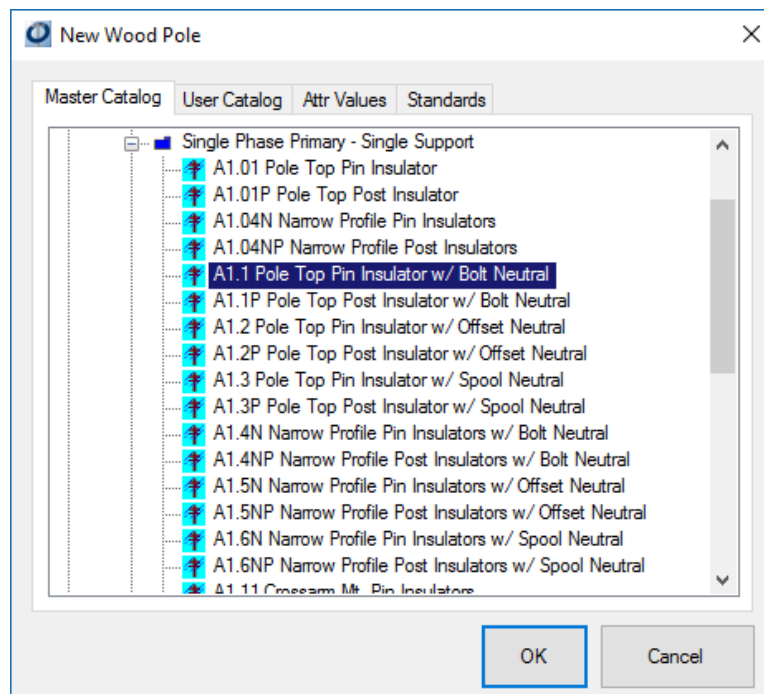 New Wood Pole
Master Catalog User Catalog Attr Values Standards
Single Phase Primary - Single Support
A1.01 Pole Top Pin Insulator
A1.01P Pole Top Post Insulator
A1.04N Narrow Profile Pin Insulators
A1.04NP Narrow Profile Post Insulators
A1.1 Pole Top Pin Insulator w/ Bolt Neutral
A1.1P Pole Top Post Insulator w/ Bolt Neutral
A1.2 Pole Top Pin Insulator w/ Offset Neutral
A1.2P Pole Top Post Insulator w/ Offset Neutral
A1.3 Pole Top Pin Insulator w/ Spool Neutral
A1.3P Pole Top Post Insulator w/ Spool Neutral
A1.4N Narrow Profile Pin Insulators w/ Bolt Neutral
A1.4NP Narrow Profile Post Insulators w/ Bolt Neutral
A1.5N Narrow Profile Pin Insulators w/ Offset Neutral
A1.5NP Narrow Profile Post Insulators w/ Offset Neutral
A1.6N Narrow Profile Pin Insulators w/ Spool Neutral
A1.6NP Narrow Profile Post Insulators w/ Spool Neutral
A1.11 Crossarm Mt. Pin Insulators
OK Cancel